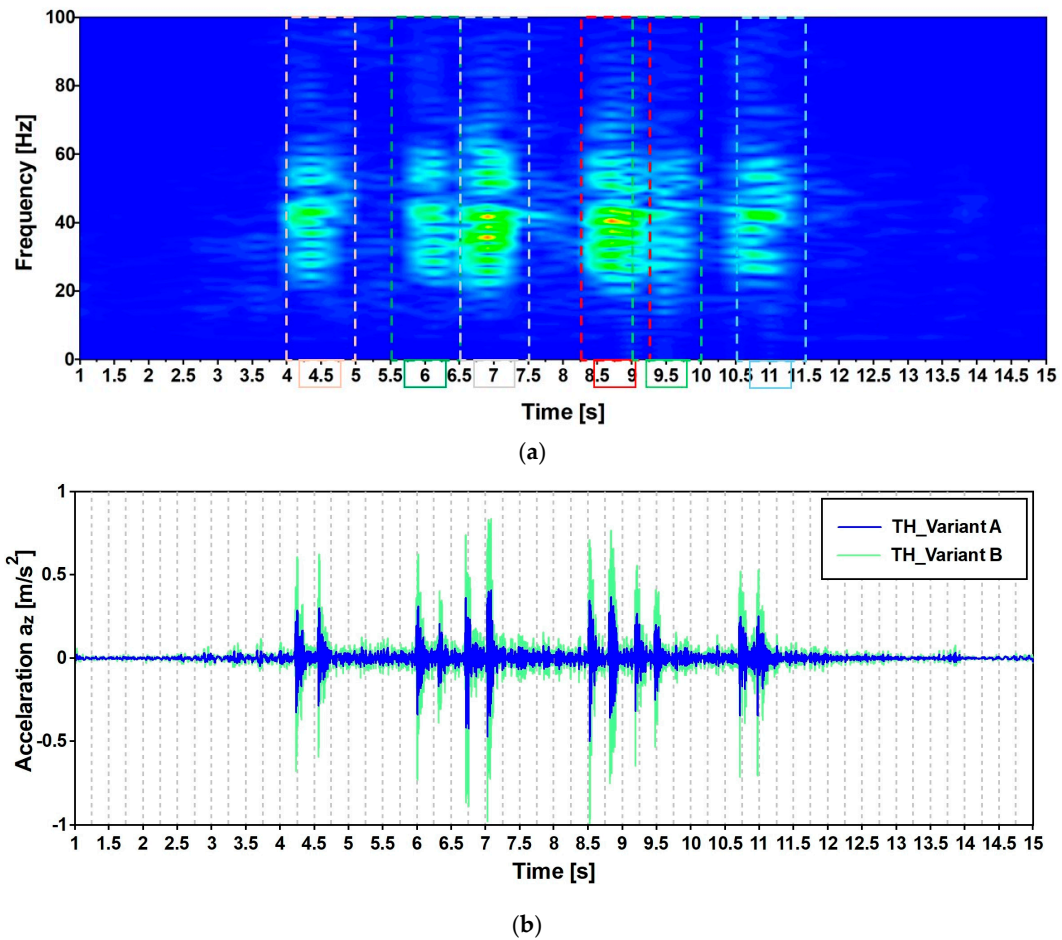 100
80
60
40
20
0
Frequency [Hz]
1 1.5 2 2.5 3 3.5 4 4.5 5 5.5 6 6.5 7 7.5 8 8.5 9 9.5 10 10.5 11 11.5 12 12.5 13 13.5 14 14.5 15
Time [s]
(a)
1
0.5
0
-0.5
-1
Accelaration az [m/s²]
TH_Variant A
TH_Variant B
1 1.5 2 2.5 3 3.5 4 4.5 5 5.5 6 6.5 7 7.5 8 8.5 9 9.5 10 10.5 11 11.5 12 12.5 13 13.5 14 14.5 15
Time [s]
(b)